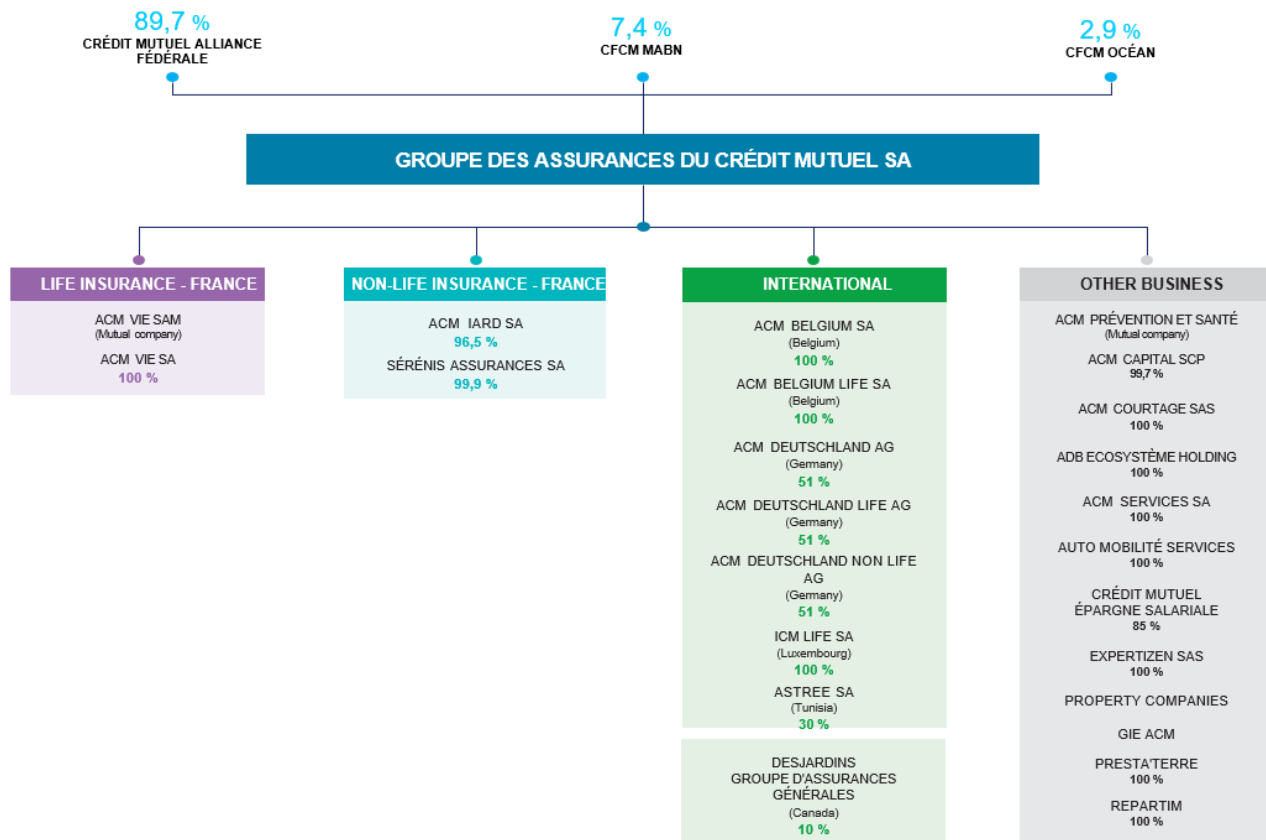 89,7 %
CRÉDIT MUTUEL ALLIANCE
FÉDÉRALE
7,4 %
CFCM MABN
2,9 %
CFCM OCÉAN
GROUPE DES ASSURANCES DU CRÉDIT MUTUEL SA
LIFE INSURANCE - FRANCE
ACM VIE SAM
(Mutual company)
ACM VIE SA
100 %
NON-LIFE INSURANCE - FRANCE
ACM IARD SA
96,5 %
SÉRÉNIS ASSURANCES SA
99,9 %
INTERNATIONAL
ACM BELGIUM SA
(Belgium)
100 %
ACM BELGIUM LIFE SA
(Belgium)
100 %
ACM DEUTSCHLAND AG
(Germany)
51 %
ACM DEUTSCHLAND LIFE AG
(Germany)
51 %
ACM DEUTSCHLAND NON LIFE
AG
(Germany)
51 %
ICM LIFE SA
(Luxembourg)
100 %
ASTREE SA
(Tunisia)
30 %
DESJARDINS
GROUPE D'ASSURANCES
GÉNÉRALES
(Canada)
10 %
OTHER BUSINESS
ACM PRÉVENTION ET SANTÉ
(Mutual company)
ACM CAPITAL SCP
99,7 %
ACM COURTAGE SAS
100 %
ADB ECOSYSTÈME HOLDING
100 %
ACM SERVICES SA
100 %
AUTO MOBILITÉ SERVICES
100 %
CRÉDIT MUTUEL
ÉPARGNE SALARIALE
85 %
EXPERTIZEN SAS
100 %
PROPERTY COMPANIES
GIE ACM
PRESTA'TERRE
100 %
REPARTIM
100 %